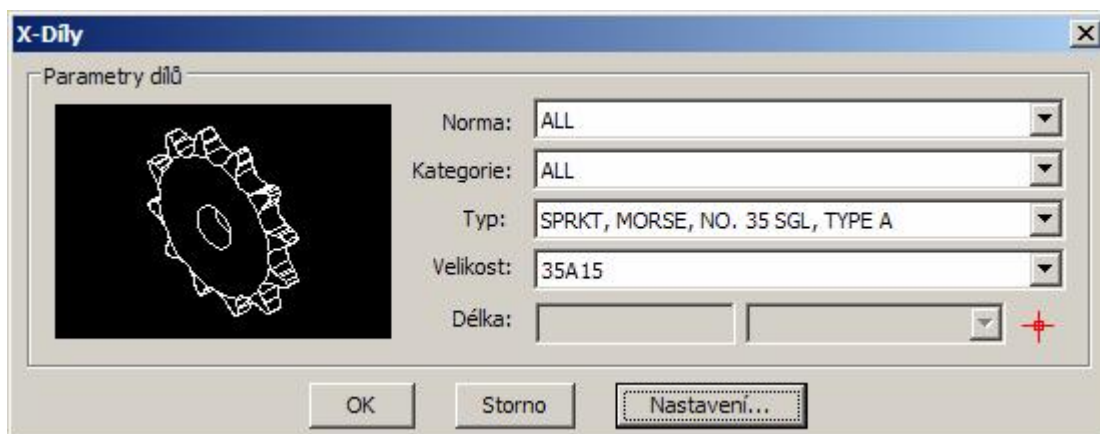 X-Díly
Parametry dílů
Norma: ALL
Kategorie: ALL
Typ: SPRKT, MORSE, NO. 35 SGL, TYPE A
Velikost: 35A15
Délka:
OK Storno Nastavení...